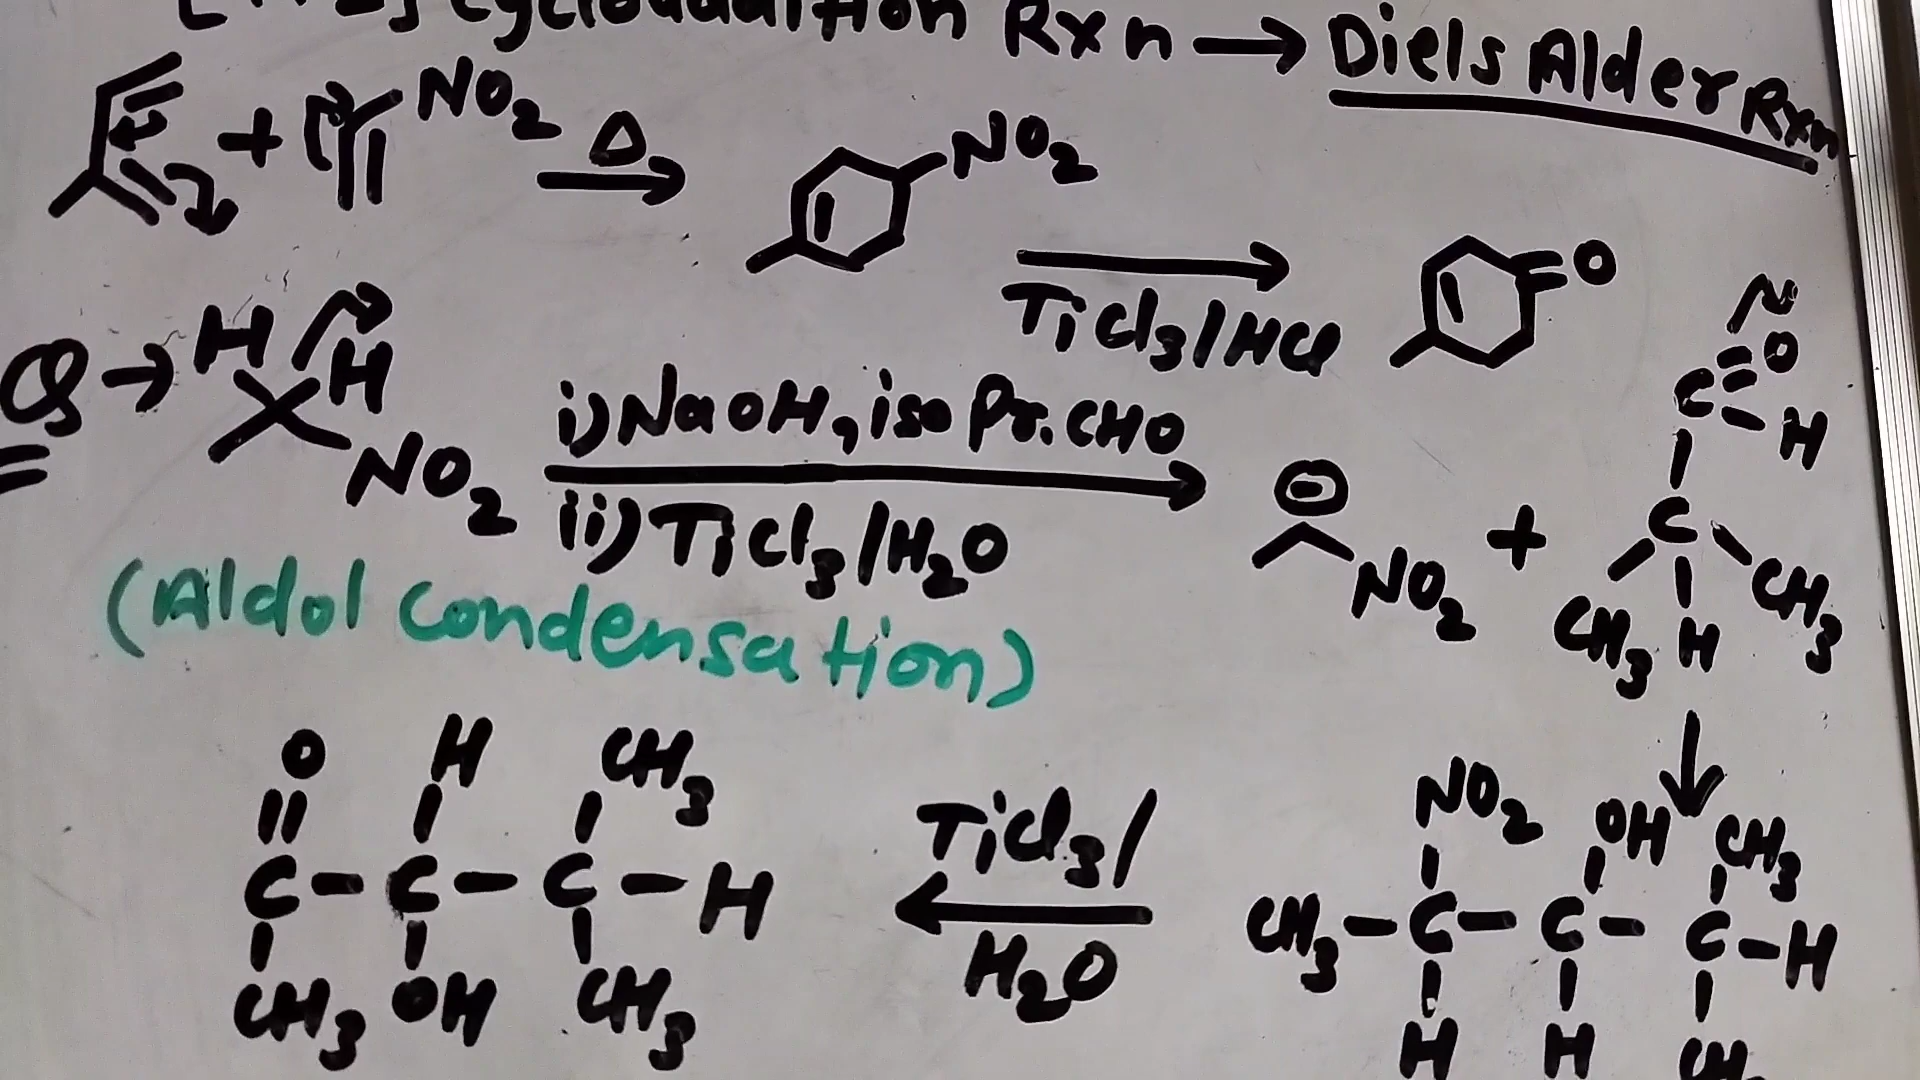 cycloaddition Rxn → Diels Alder Rxn
+ NO2 Δ NO2
TiCl3/HCl O
Q → H H NO2 i) NaOH, iso Pr. CHO
ii) TiCl3/H2O
⊖ NO2 + C O H
C CH3 H CH3
(Aldol condensation)
O H CH3
C - C - C - H
CH3 OH CH3
TiCl3/
H2O
NO2 OH CH3
CH3 - C - C - C - H
H H